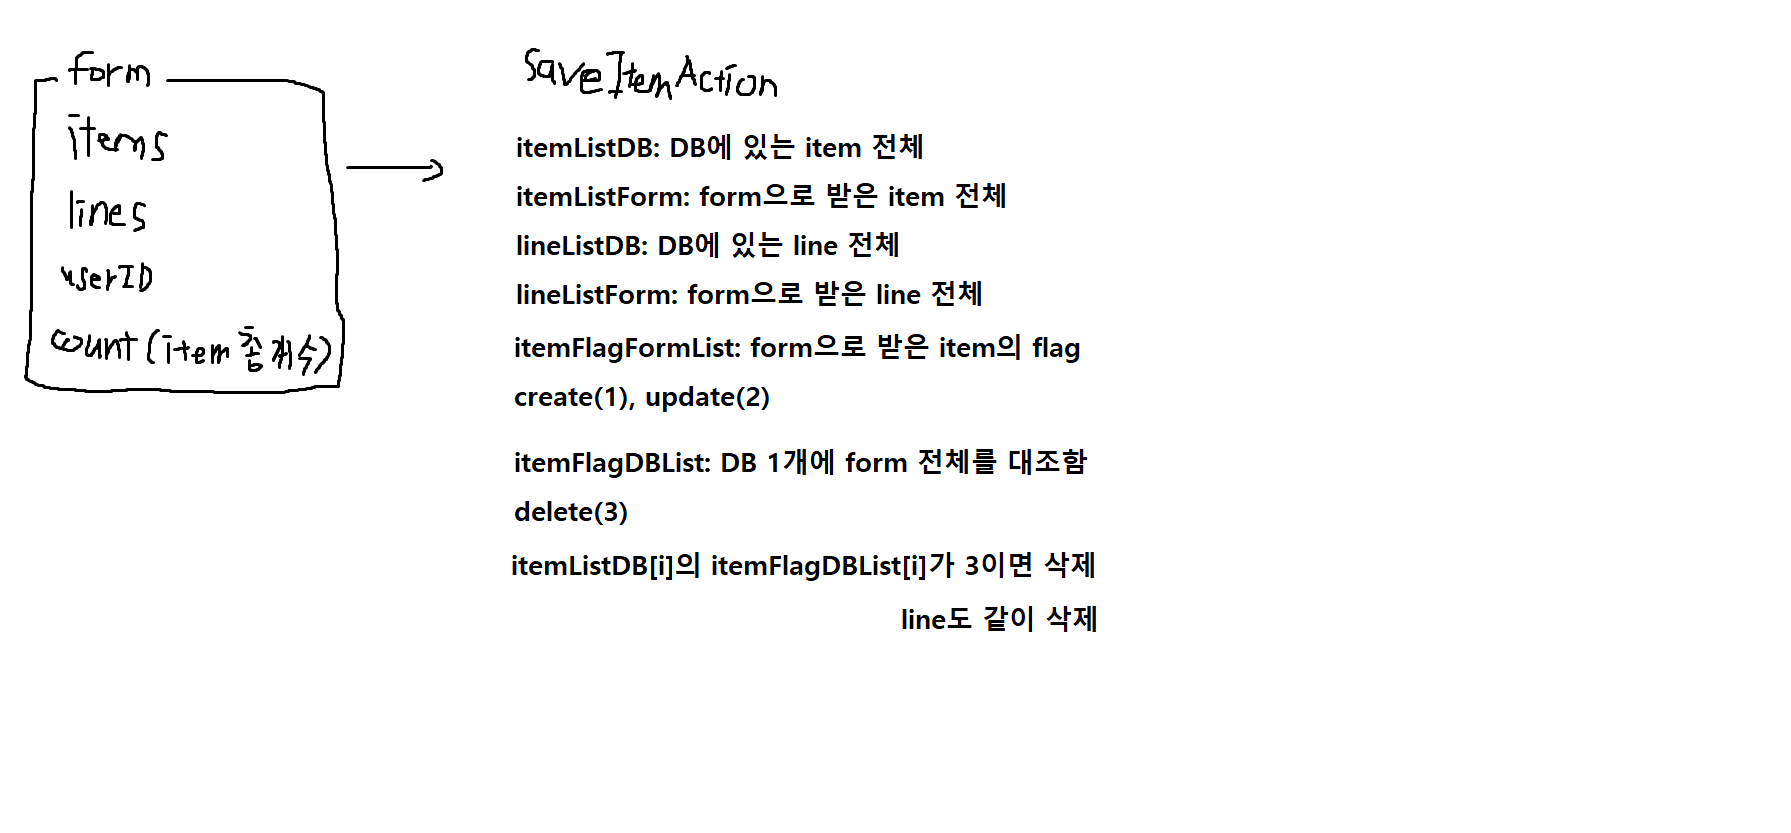 form
items
lines
userID
count(item 총 개수)
SaveItemAction
itemListDB: DB에 있는 item 전체
itemListForm: form으로 받은 item 전체
lineListDB: DB에 있는 line 전체
lineListForm: form으로 받은 line 전체
itemFlagFormList: form으로 받은 item의 flag
create(1), update(2)
itemFlagDBList: DB 1개에 form 전체를 대조함
delete(3)
itemListDB[i]의 itemFlagDBList[i]가 3이면 삭제
line도 같이 삭제